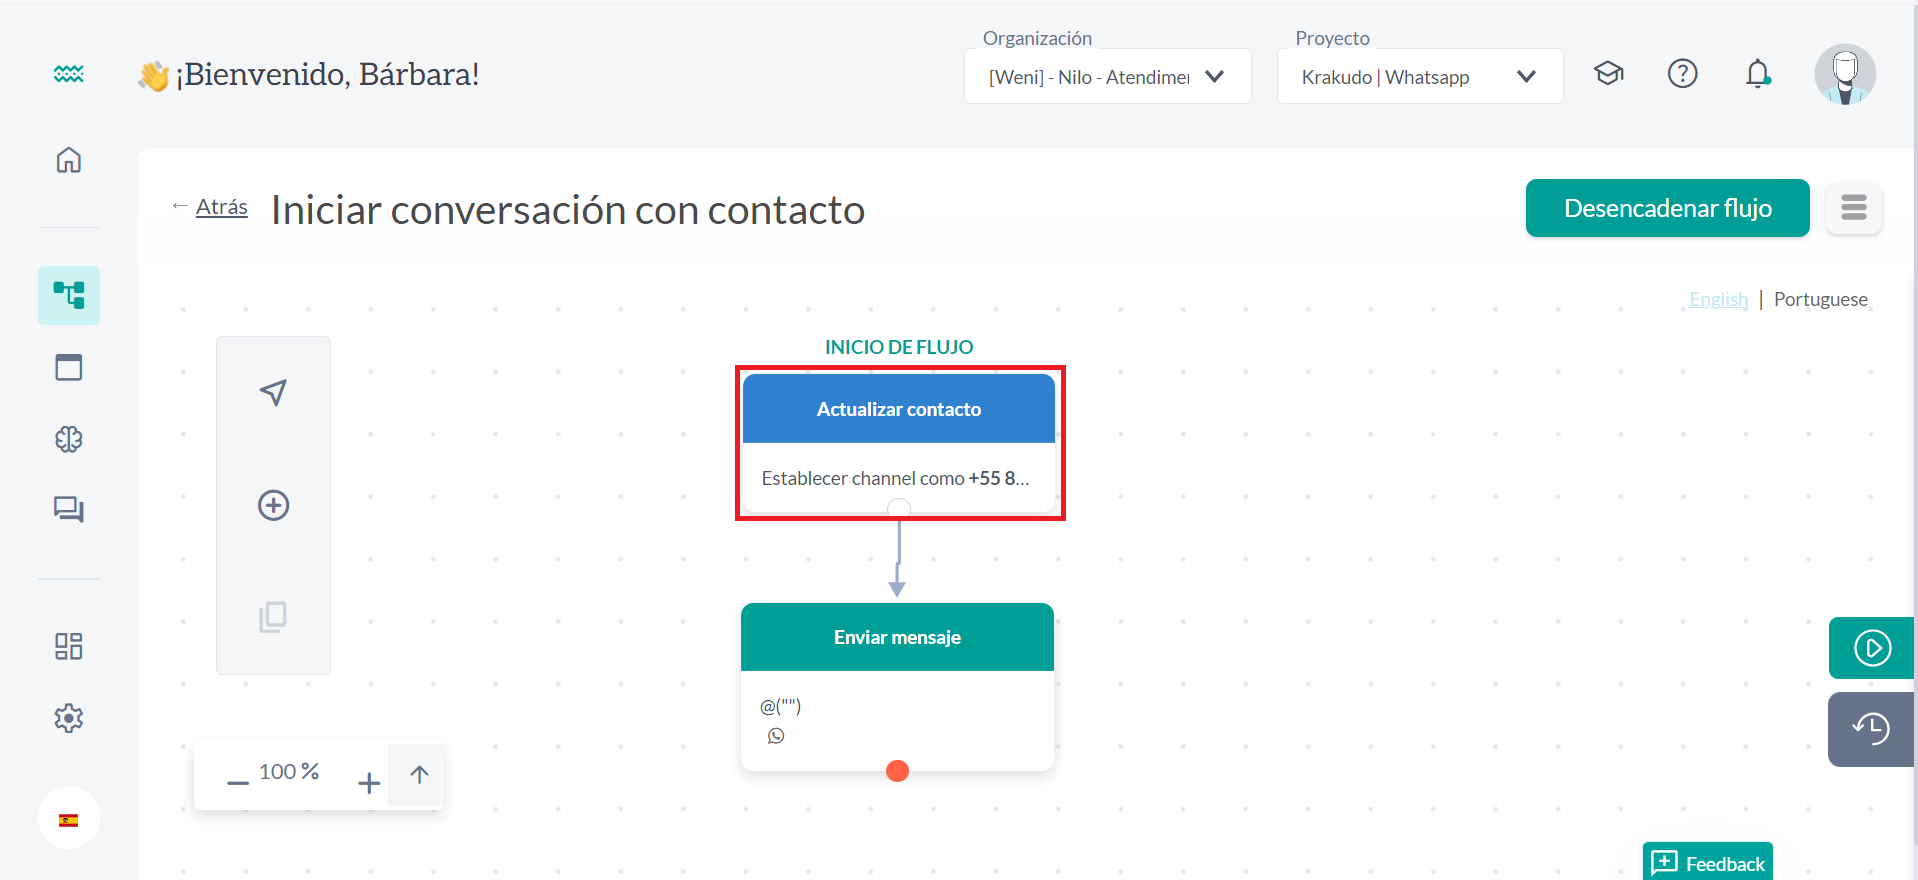 Organización
Proyecto
¡Bienvenido, Bárbara!
[Weni] - Nilo - Atendimer
Krakudo | Whatsapp
← Atrás
Iniciar conversación con contacto
Desencadenar flujo
English | Portuguese
INICIO DE FLUJO
Actualizar contacto
Establecer channel como +55 8...
Enviar mensaje
@("")
100 %
Feedback